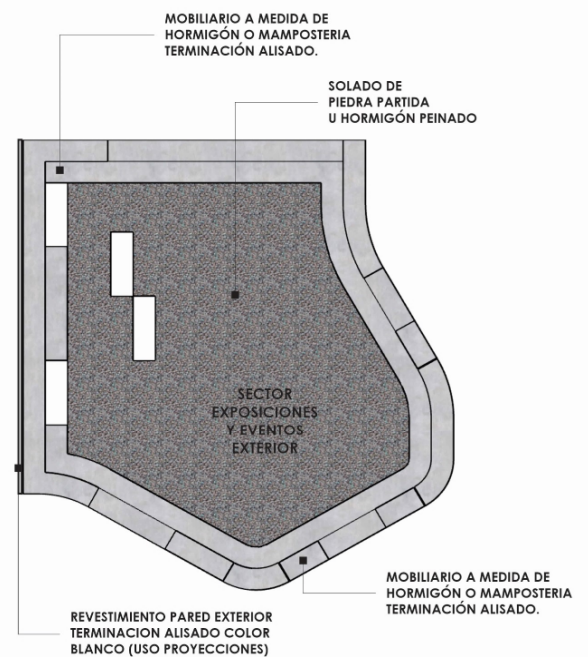 MOBILIARIO A MEDIDA DE
HORMIGÓN O MAMPOSTERIA
TERMINACIÓN ALISADO.
SOLADO DE
PIEDRA PARTIDA
U HORMIGÓN PEINADO
SECTOR
EXPOSICIONES
Y EVENTOS
EXTERIOR
MOBILIARIO A MEDIDA DE
HORMIGÓN O MAMPOSTERIA
TERMINACIÓN ALISADO.
REVESTIMIENTO PARED EXTERIOR
TERMINACION ALISADO COLOR
BLANCO (USO PROYECCIONES)